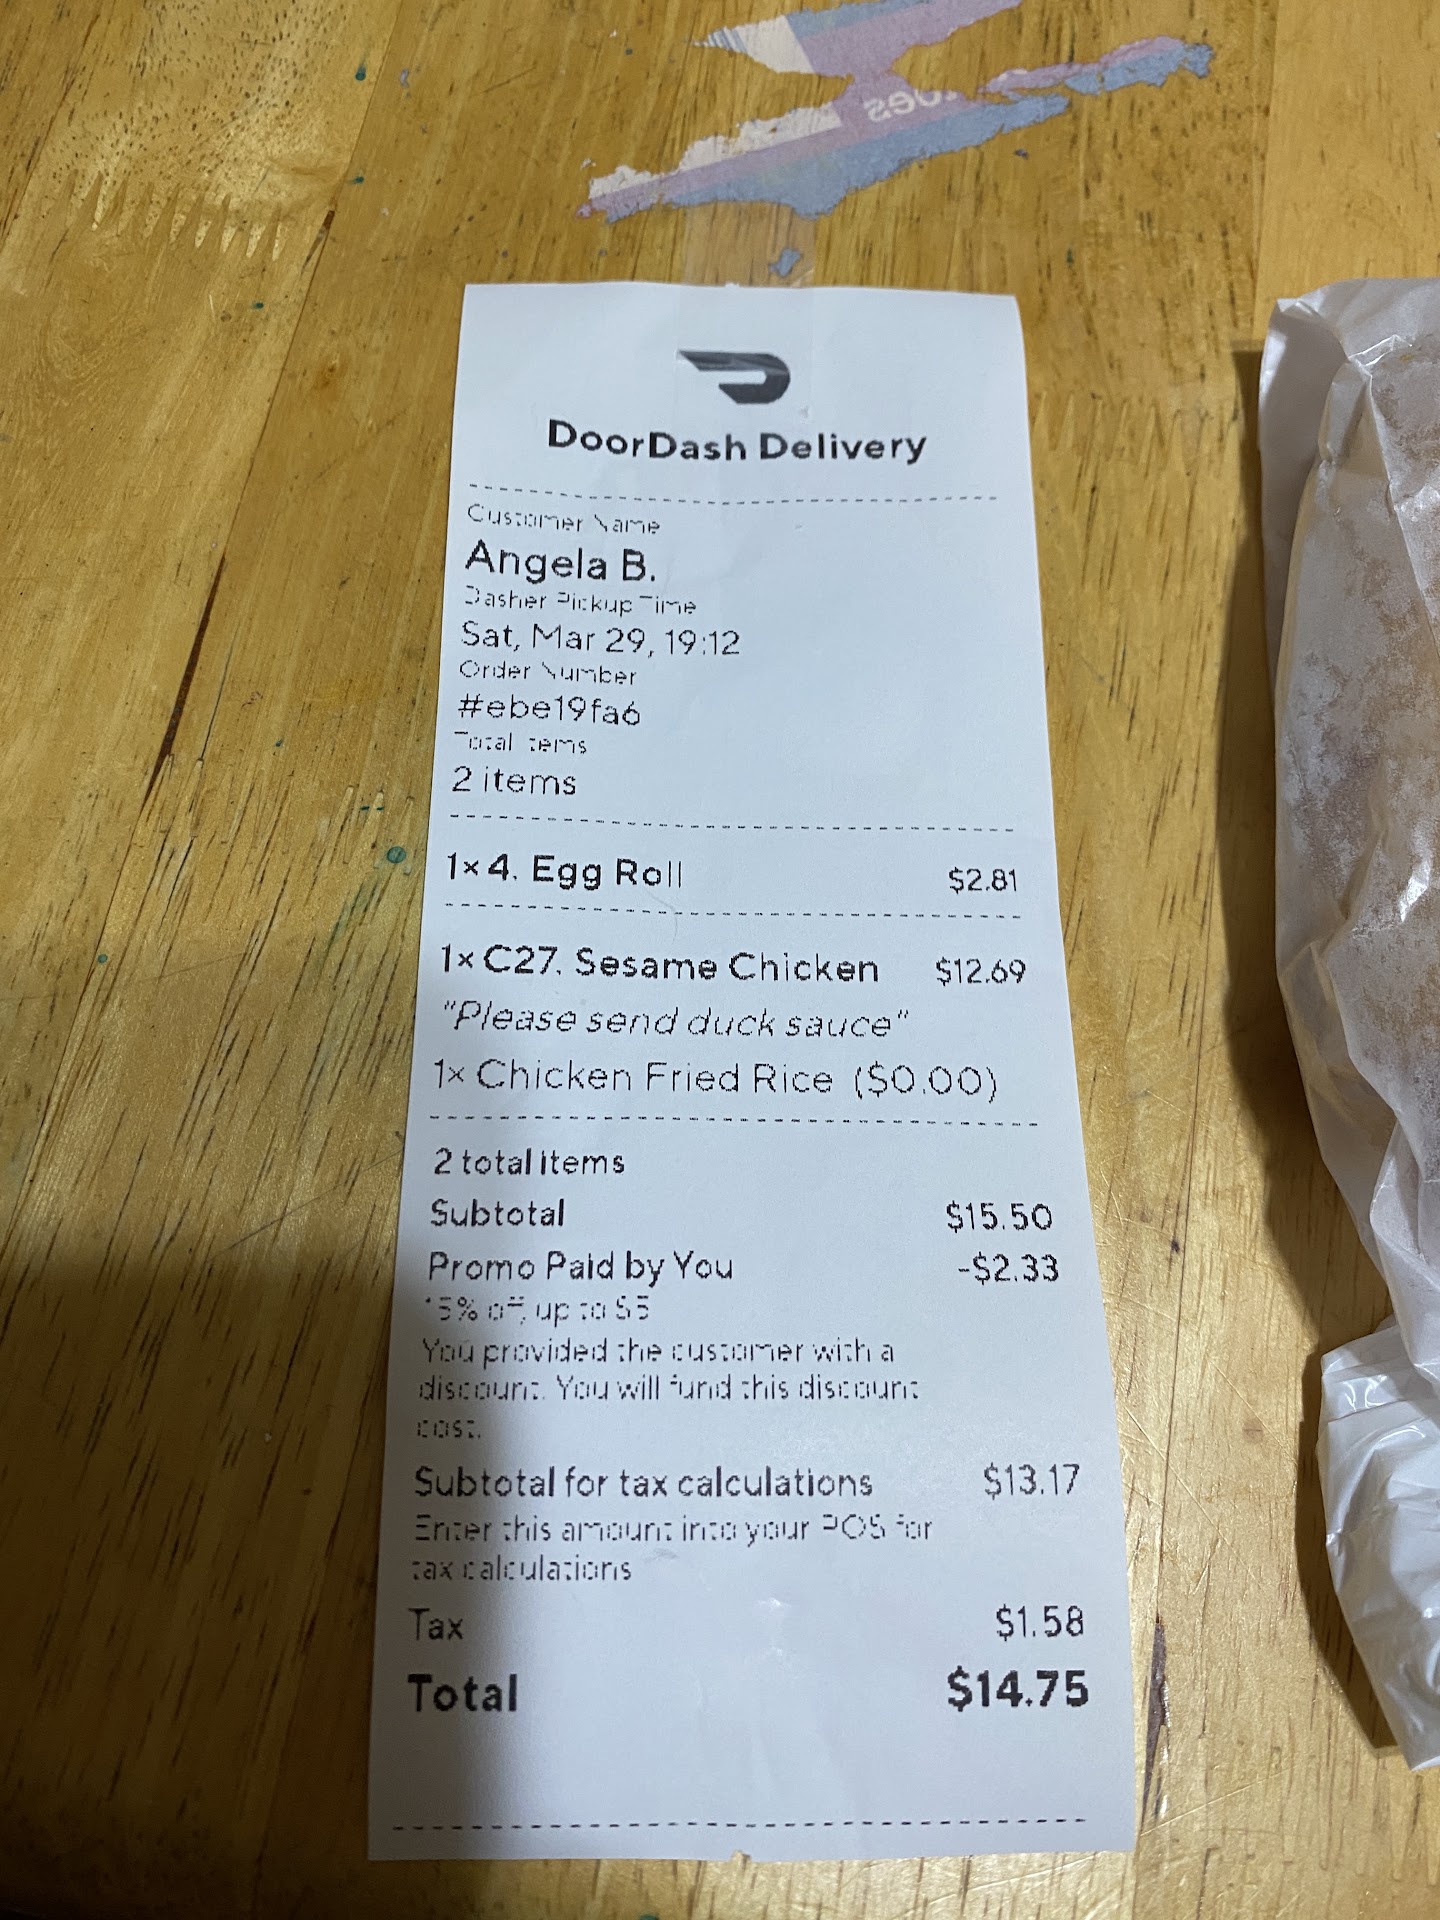 DoorDash Delivery
Customer Name
Angela B.
Dasher Pickup Time
Sat, Mar 29, 19:12
Order Number
#ebe19fa6
Total Items
2 items
1× 4. Egg Roll $2.81
1× C27. Sesame Chicken $12.69
"Please send duck sauce"
1× Chicken Fried Rice ($0.00)
2 total items
Subtotal $15.50
Promo Paid by You -$2.33
15% off, up to $5
You provided the customer with a
discount. You will fund this discount
cost.
Subtotal for tax calculations $13.17
Enter this amount into your POS for
tax calculations
Tax $1.58
Total $14.75